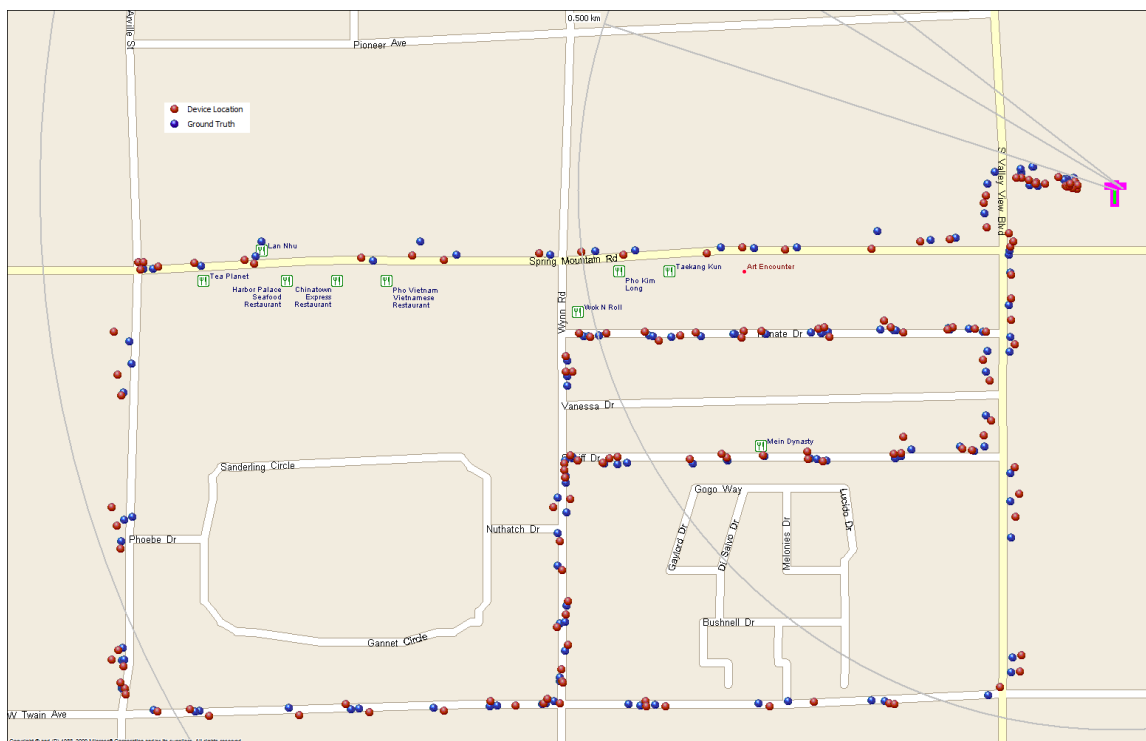 Arville St
0.500 km
Pioneer Ave
Device Location
Ground Truth
S Valley View Blvd
Lan Nhu
Spring Mountain Rd
Tea Planet
Harbor Palace
Seafood
Restaurant
Chinatown
Express
Restaurant
Pho Vietnam
Vietnamese
Restaurant
Pho Kim
Long
Taekang Kun
Art Encounter
Wok N Roll
Wynn Rd
Vanessa Dr
Mein Dynasty
Sanderling Circle
Gogo Way
Lucido Dr
Nuthatch Dr
Phoebe Dr
Gaylord Dr
Di Salvo Dr
Melonies Dr
Bushnell Dr
Gannet Circle
W Twain Ave